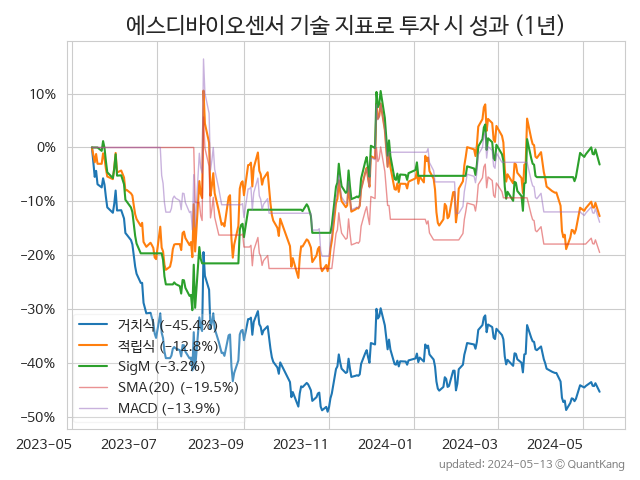 에스디바이오센서 기술 지표로 투자 시 성과 (1년)
10%
0%
−10%
−20%
−30%
−40%
−50%
거치식 (−45.4%)
적립식 (−12.8%)
SigM (−3.2%)
SMA(20) (−19.5%)
MACD (−13.9%)
2023−05
2023−07
2023−09
2023−11
2024−01
2024−03
2024−05
updated: 2024−05−13 © QuantKang